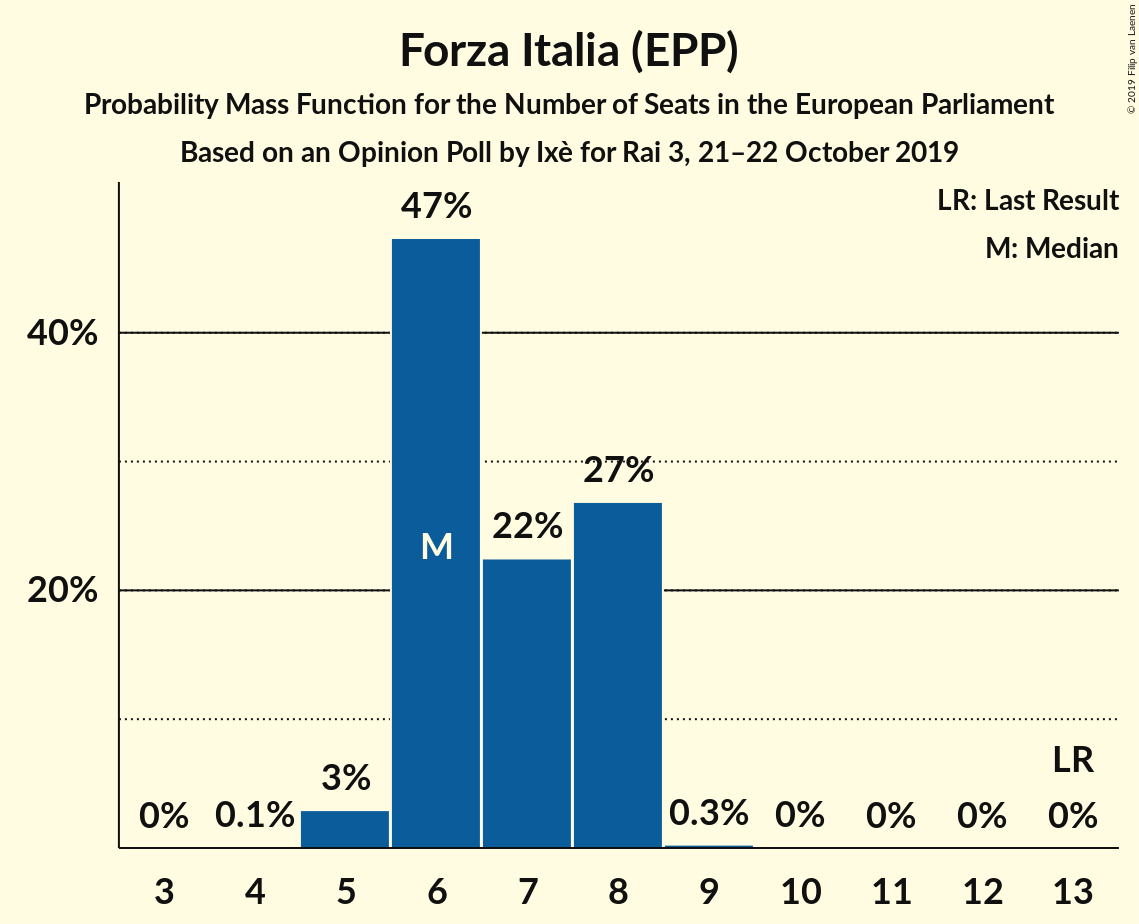 Forza Italia (EPP)
Probability Mass Function for the Number of Seats in the European Parliament
Based on an Opinion Poll by Ixè for Rai 3, 21–22 October 2019
© 2019 Filip van Laenen
LR: Last Result
M: Median
47%
40%
27%
22%
M
20%
LR
3%
0% 0.1% 0.3% 0% 0% 0% 0%
3 4 5 6 7 8 9 10 11 12 13